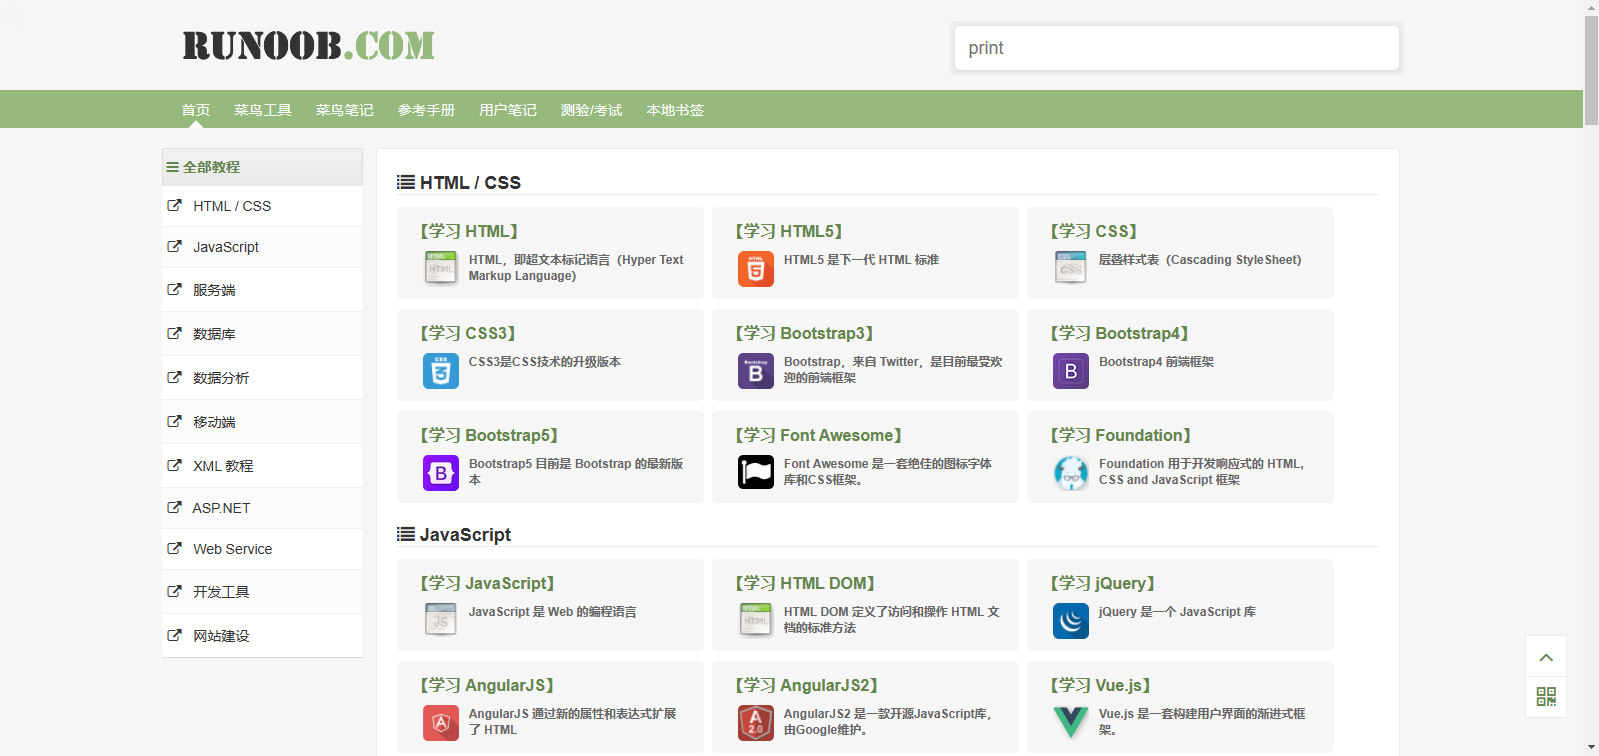 RUNOOB.COM
print
首页 菜鸟工具 菜鸟笔记 参考手册 用户笔记 测验/考试 本地书签
全部教程
HTML / CSS
JavaScript
服务端
数据库
数据分析
移动端
XML 教程
ASP.NET
Web Service
开发工具
网站建设
HTML / CSS
【学习 HTML】
HTML，即超文本标记语言（Hyper Text
Markup Language)
【学习 HTML5】
HTML5 是下一代 HTML 标准
【学习 CSS】
层叠样式表（Cascading StyleSheet)
【学习 CSS3】
CSS3是CSS技术的升级版本
【学习 Bootstrap3】
Bootstrap，来自 Twitter，是目前最受欢
迎的前端框架
【学习 Bootstrap4】
Bootstrap4 前端框架
【学习 Bootstrap5】
Bootstrap5 目前是 Bootstrap 的最新版
本
【学习 Font Awesome】
Font Awesome 是一套绝佳的图标字体
库和CSS框架。
【学习 Foundation】
Foundation 用于开发响应式的 HTML,
CSS and JavaScript 框架
JavaScript
【学习 JavaScript】
JavaScript 是 Web 的编程语言
【学习 HTML DOM】
HTML DOM 定义了访问和操作 HTML 文
档的标准方法
【学习 jQuery】
jQuery 是一个 JavaScript 库
【学习 AngularJS】
AngularJS 通过新的属性和表达式扩展
了 HTML
【学习 AngularJS2】
AngularJS2 是一款开源JavaScript库，
由Google维护。
【学习 Vue.js】
Vue.js 是一套构建用户界面的渐进式框
架。